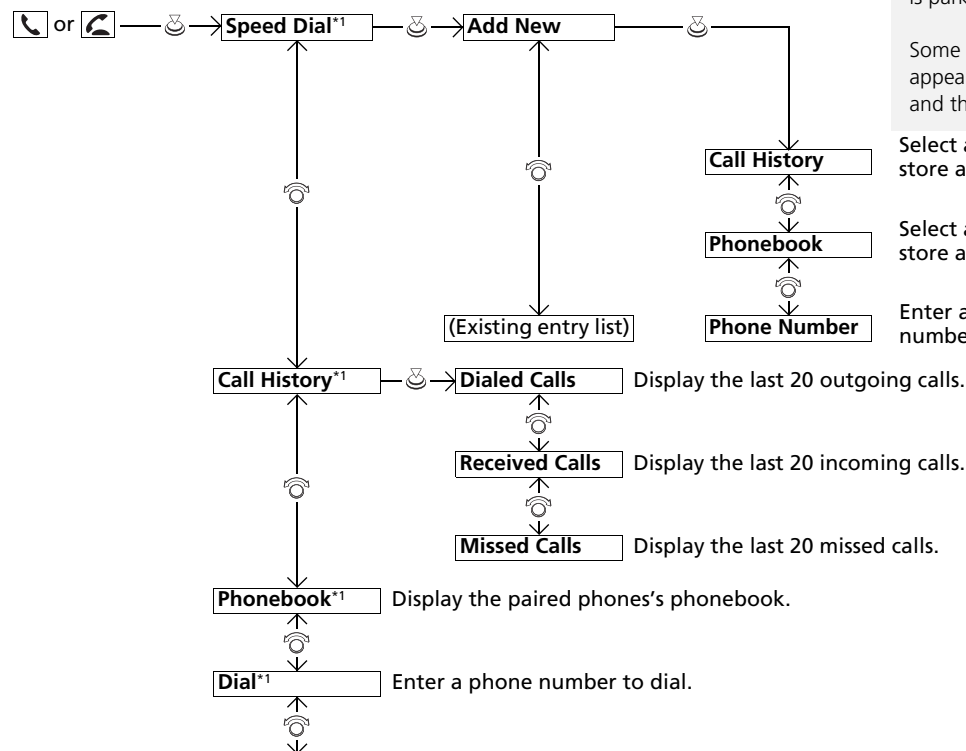 is park
or Speed Dial*1 Add New
Some
appea
and th
Call History Select a
store a
Phonebook Select a
store a
(Existing entry list) Phone Number Enter a
numbe
Call History*1 Dialed Calls Display the last 20 outgoing calls.
Received Calls Display the last 20 incoming calls.
Missed Calls Display the last 20 missed calls.
Phonebook*1 Display the paired phones's phonebook.
Dial*1 Enter a phone number to dial.